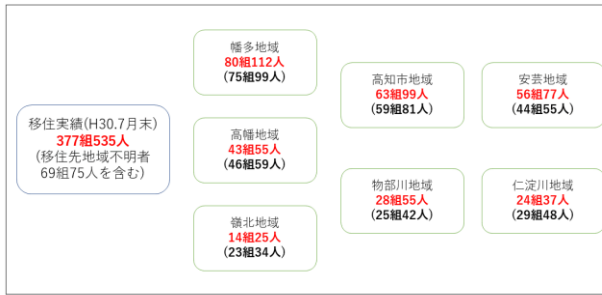 移住実績(H30.7月末)
377組535人
(移住先地域不明者
69組75人を含む)
幡多地域
80組112人
(75組99人)
高幡地域
43組55人
(46組59人)
嶺北地域
14組25人
(23組34人)
高知市地域
63組99人
(59組81人)
物部川地域
28組55人
(25組42人)
安芸地域
56組77人
(44組55人)
仁淀川地域
24組37人
(29組48人)